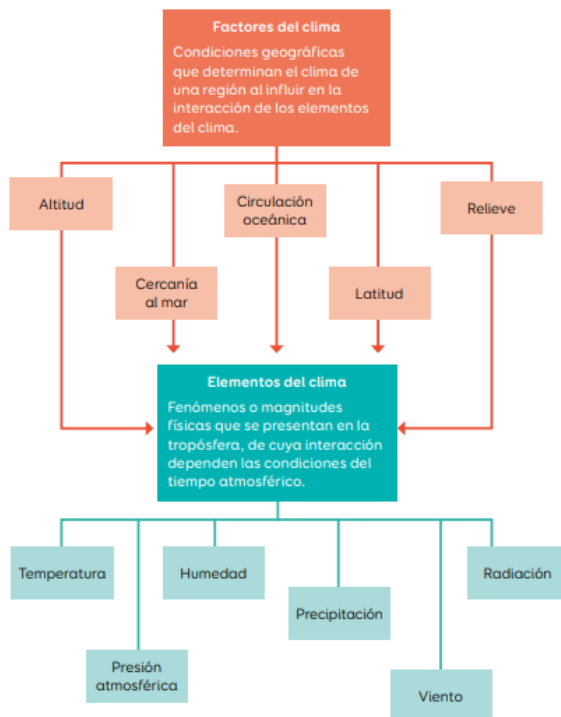 Factores del clima
Condiciones geográficas
que determinan el clima de
una región al influir en la
interacción de los elementos
del clima.
Altitud
Circulación
oceánica
Relieve
Cercanía
al mar
Latitud
Elementos del clima
Fenómenos o magnitudes
físicas que se presentan en la
tropósfera, de cuya interacción
dependen las condiciones del
tiempo atmosférico.
Temperatura
Humedad
Radiación
Precipitación
Presión
atmosférica
Viento